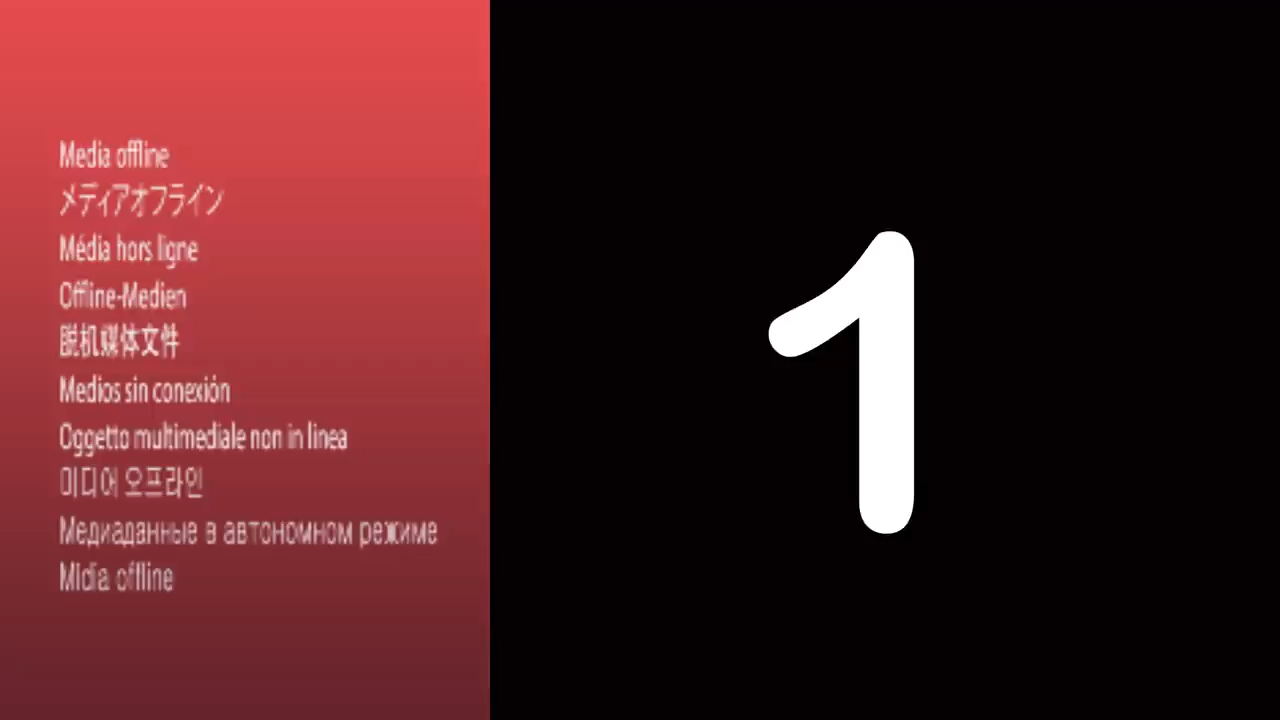 Media offline
メディアオフライン
Média hors ligne
Offline-Medien
脱机媒体文件
Medios sin conexión
Oggetto multimediale non in linea
미디어 오프라인
Медиаданные в автономном режиме
Mídia offline
1